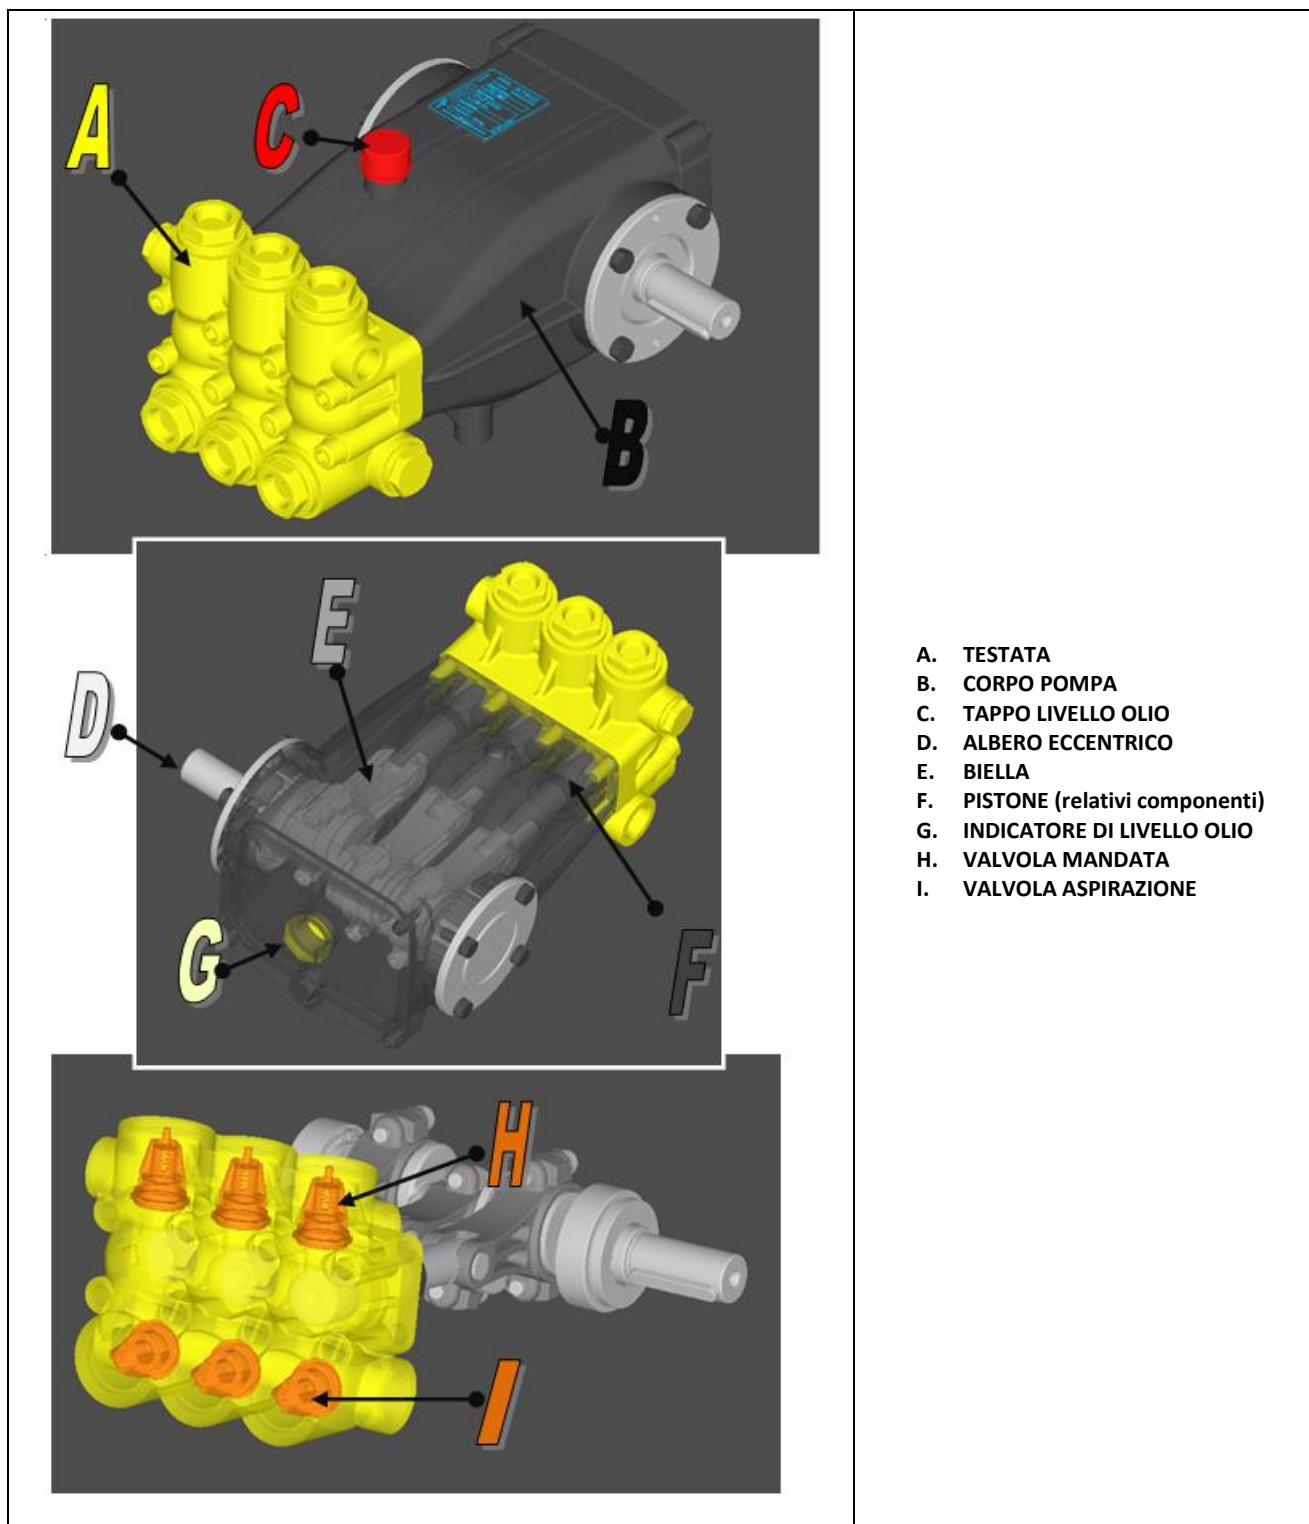 A
C
B
E
D
G
F
H
I
A. TESTATA
B. CORPO POMPA
C. TAPPO LIVELLO OLIO
D. ALBERO ECCENTRICO
E. BIELLA
F. PISTONE (relativi componenti)
G. INDICATORE DI LIVELLO OLIO
H. VALVOLA MANDATA
I. VALVOLA ASPIRAZIONE